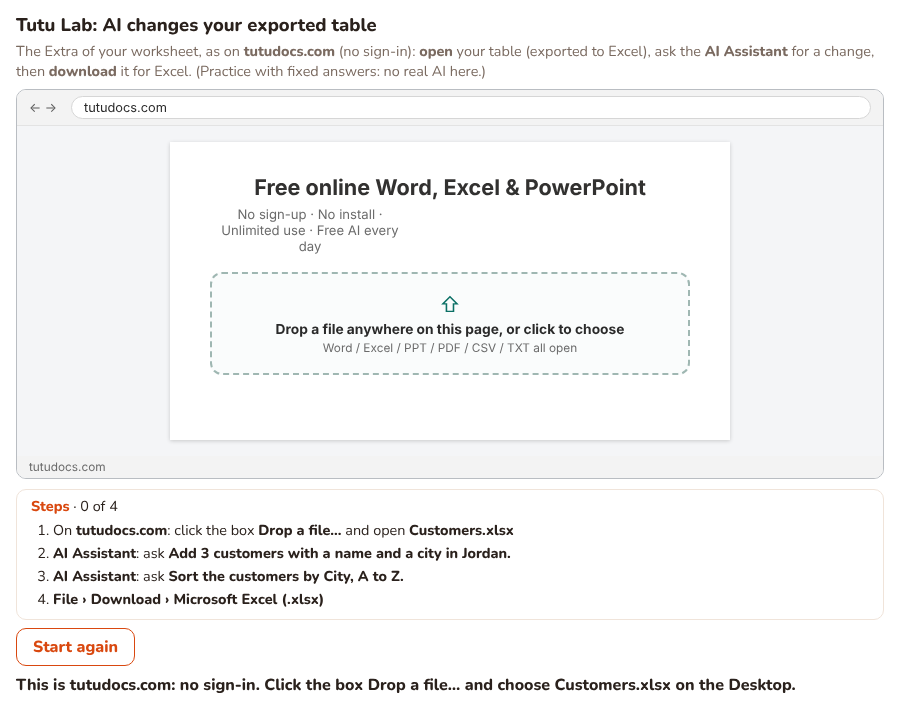 Tutu Lab: AI changes your exported table
The Extra of your worksheet, as on tutudocs.com (no sign-in): open your table (exported to Excel), ask the AI Assistant for a change,
then download it for Excel. (Practice with fixed answers: no real AI here.)
← → tutudocs.com
Free online Word, Excel & PowerPoint
No sign-up · No install ·
Unlimited use · Free AI every
day
Drop a file anywhere on this page, or click to choose
Word / Excel / PPT / PDF / CSV / TXT all open
tutudocs.com
Steps · 0 of 4
1. On tutudocs.com: click the box Drop a file... and open Customers.xlsx
2. AI Assistant: ask Add 3 customers with a name and a city in Jordan.
3. AI Assistant: ask Sort the customers by City, A to Z.
4. File › Download › Microsoft Excel (.xlsx)
Start again
This is tutudocs.com: no sign-in. Click the box Drop a file... and choose Customers.xlsx on the Desktop.